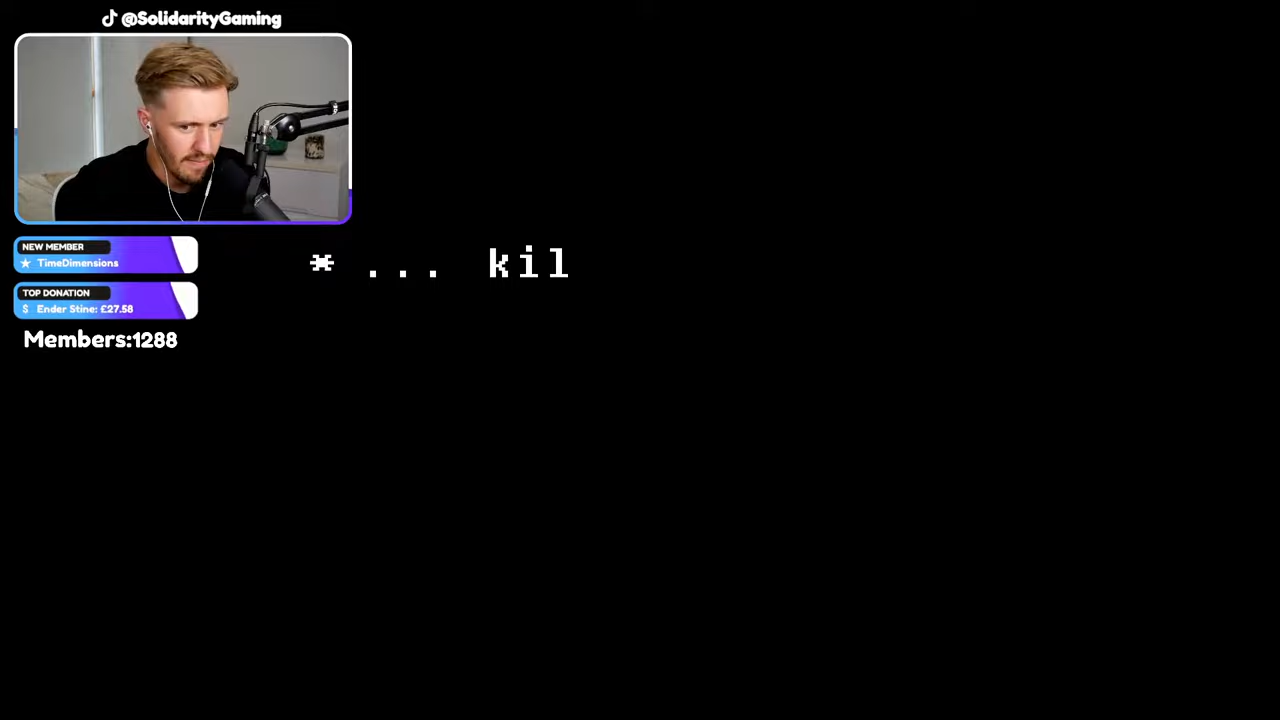 @SolidarityGaming
NEW MEMBER
TimeDimensions
TOP DONATION
$ Ender Stine: £27.58
Members:1288
* ... kil